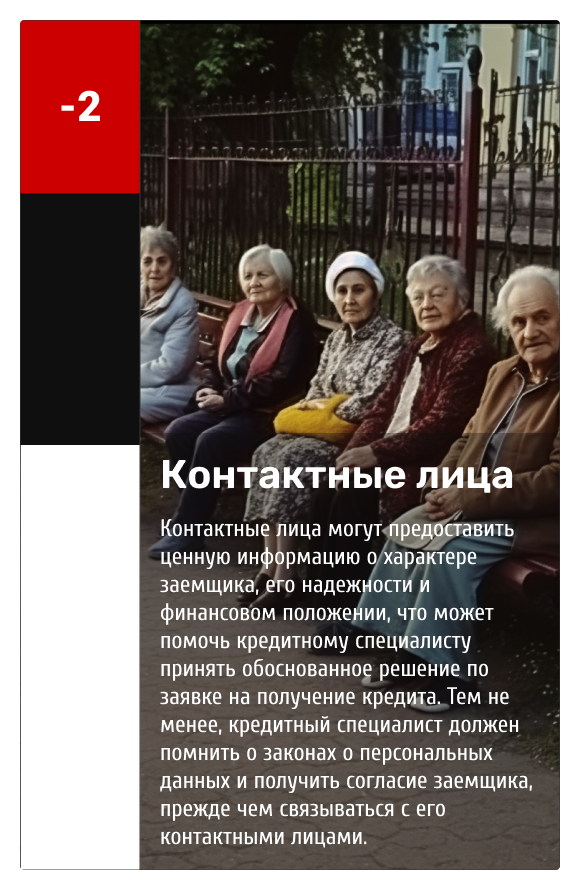 -2
Контактные лица
Контактные лица могут предоставить
ценную информацию о характере
заемщика, его надежности и
финансовом положении, что может
помочь кредитному специалисту
принять обоснованное решение по
заявке на получение кредита. Тем не
менее, кредитный специалист должен
помнить о законах о персональных
данных и получить согласие заемщика,
прежде чем связываться с его
контактными лицами.